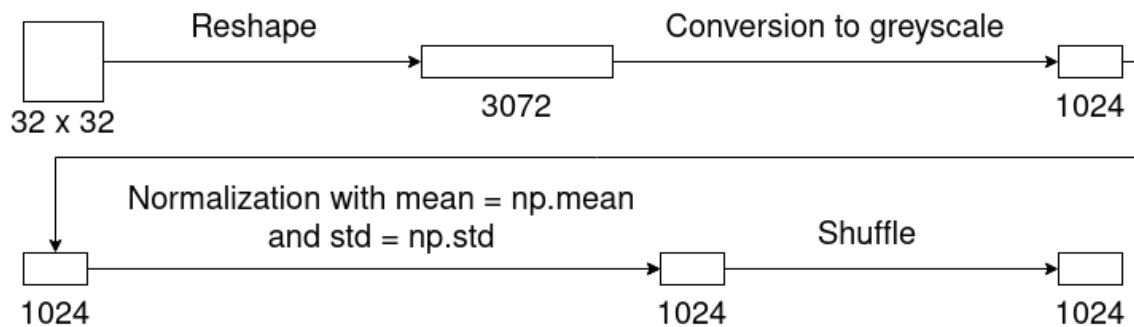 Reshape
Conversion to greyscale
32 x 32
3072
1024
Normalization with mean = np.mean
and std = np.std
Shuffle
1024
1024
1024